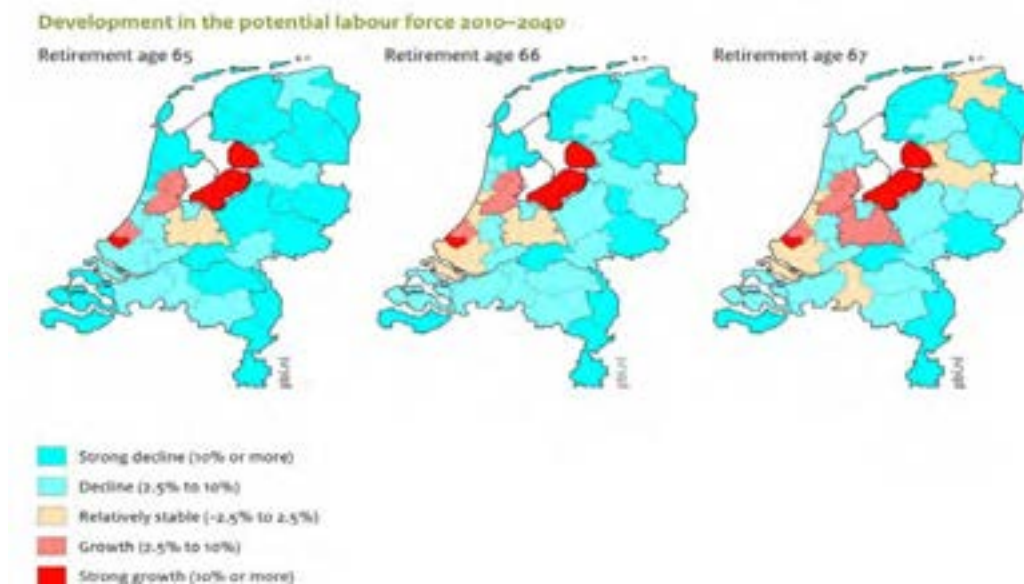 Development in the potential labour force 2010–2040
Retirement age 65
Retirement age 66
Retirement age 67
Strong decline (10% or more)
Decline (2.5% to 10%)
Relatively stable (-2.5% to 2.5%)
Growth (2.5% to 10%)
Strong growth (10% or more)